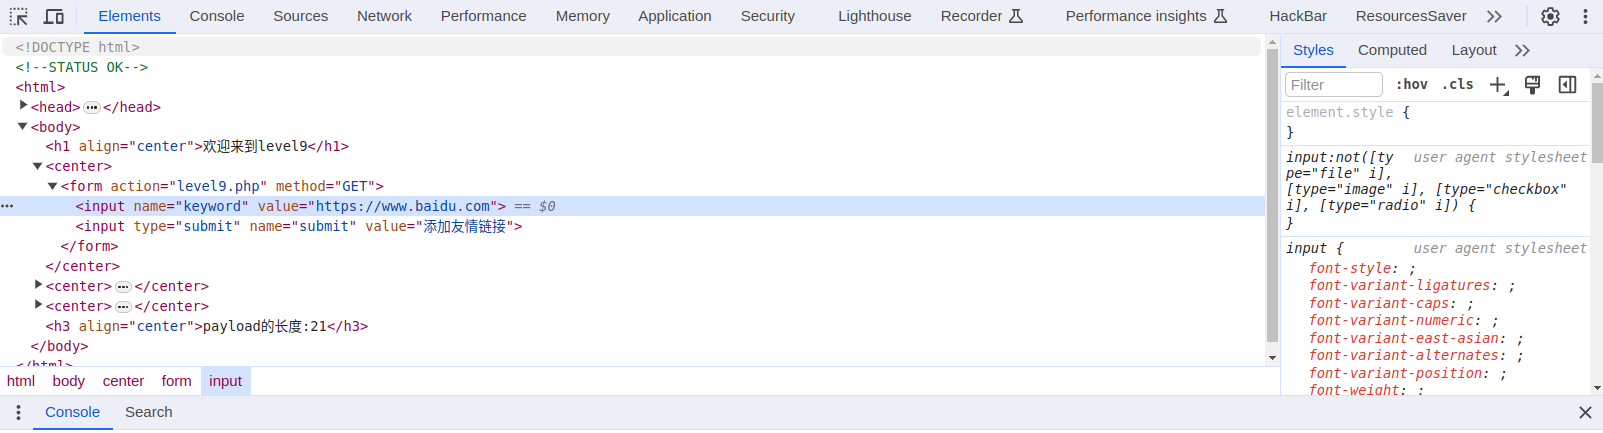 Elements Console Sources Network Performance Memory Application Security Lighthouse Recorder Performance insights HackBar ResourcesSaver
<!DOCTYPE html>
<!--STATUS OK-->
<html>
<head>…</head>
<body>
<h1 align="center">欢迎来到level9</h1>
<center>
<form action="level9.php" method="GET">
<input name="keyword" value="https://www.baidu.com"> == $0
<input type="submit" name="submit" value="添加友情链接">
</form>
</center>
<center>…</center>
<center>…</center>
<h3 align="center">payload的长度:21</h3>
</body>
</html>
html body center form input
Styles Computed Layout
Filter :hov .cls
element.style {
}
input:not([ty user agent stylesheet
pe="file" i],
[type="image" i], [type="checkbox"
i], [type="radio" i]) {
}
input { user agent stylesheet
font-style: ;
font-variant-ligatures: ;
font-variant-caps: ;
font-variant-numeric: ;
font-variant-east-asian: ;
font-variant-alternates: ;
font-variant-position: ;
font-weight: ;
Console Search